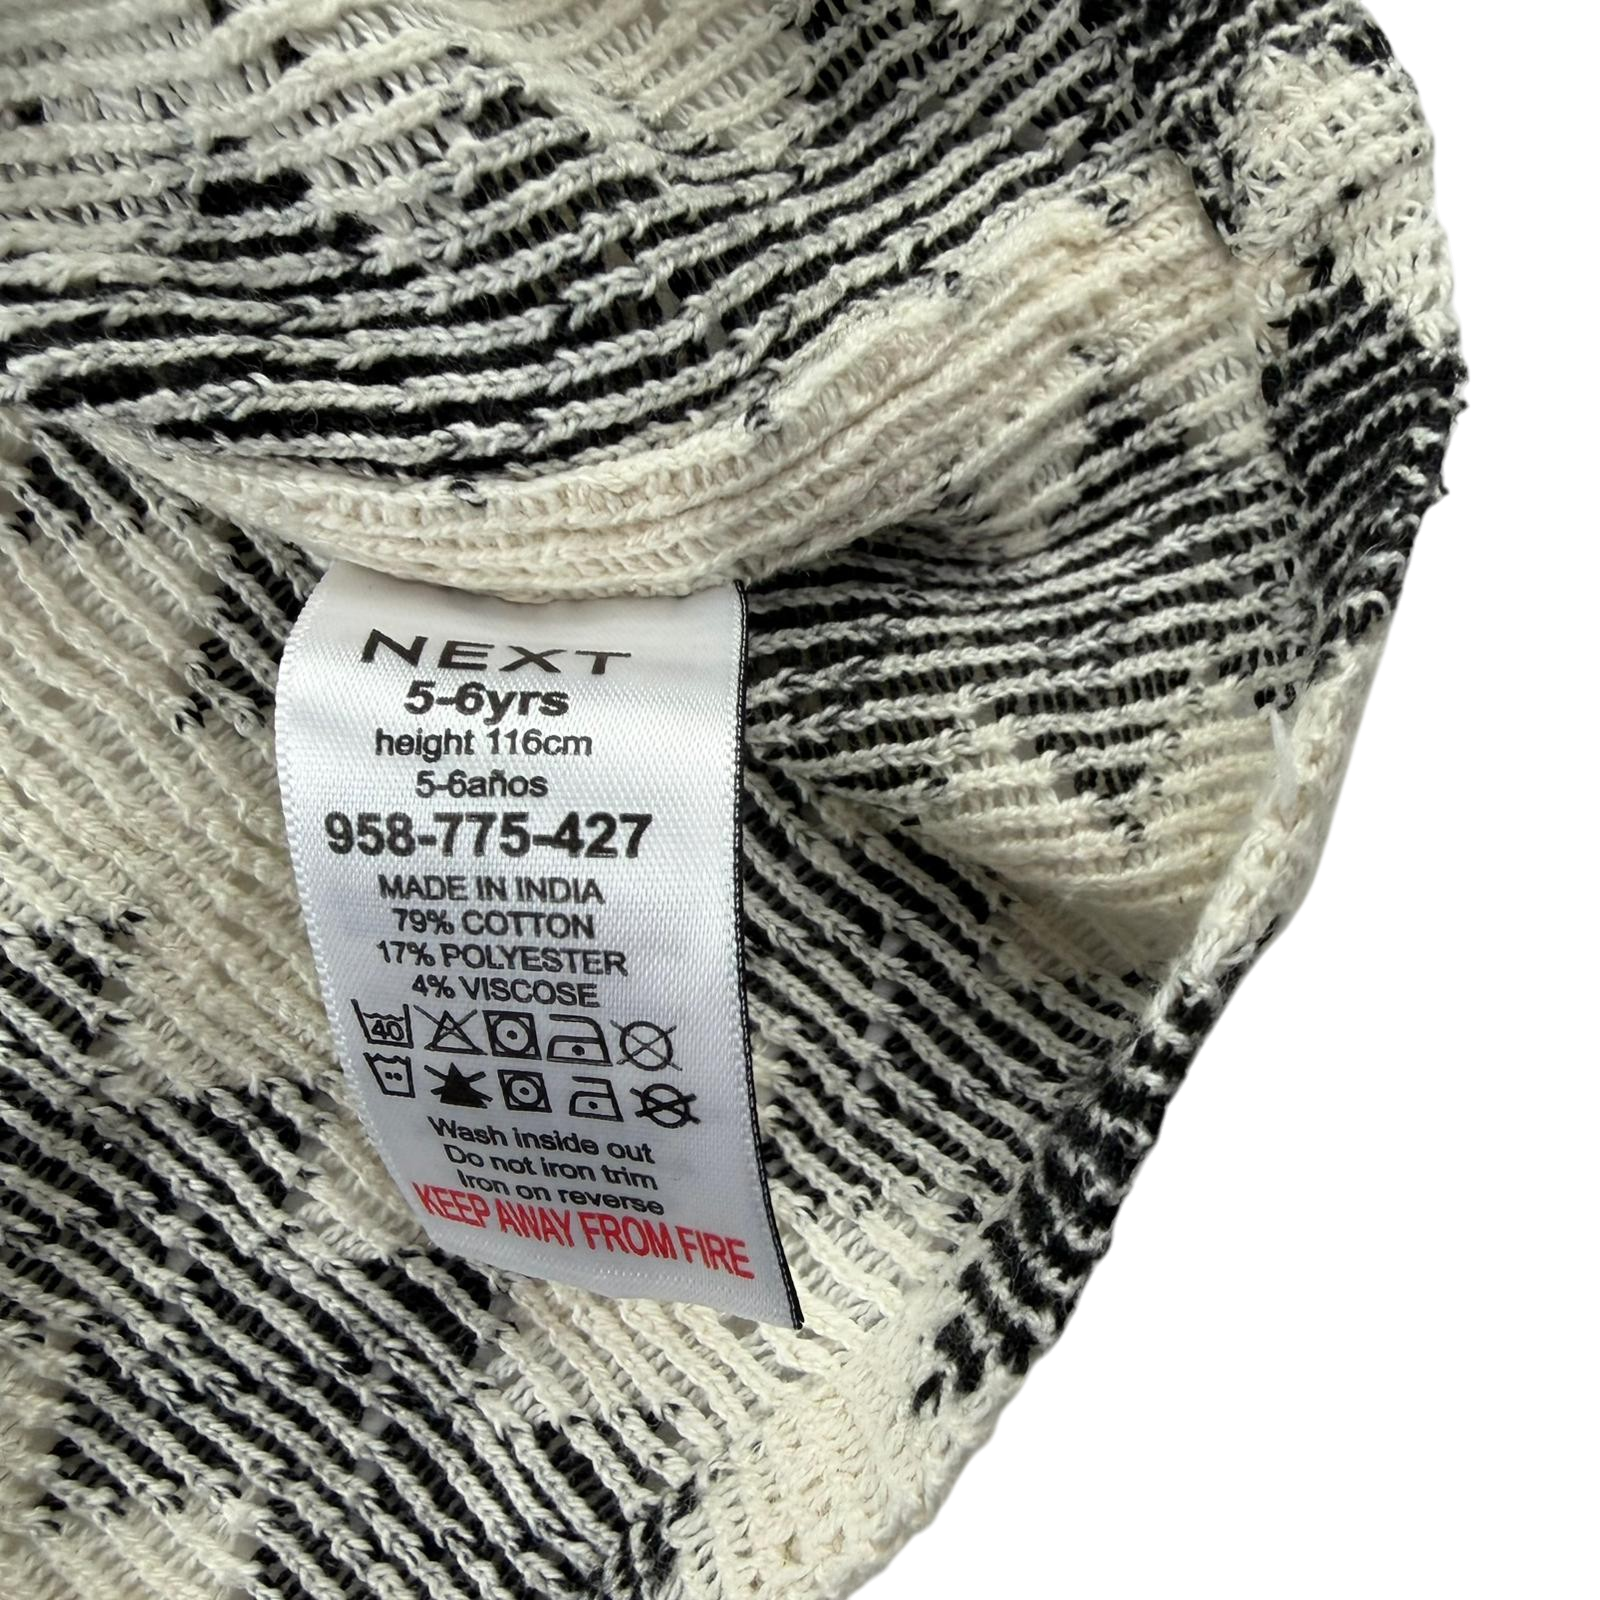 NEXT
5-6yrs
height 116cm
5-6años
958-775-427
MADE IN INDIA
79% COTTON
17% POLYESTER
4% VISCOSE
40
Wash inside out
Do not iron trim
Iron on reverse
KEEP AWAY FROM FIRE